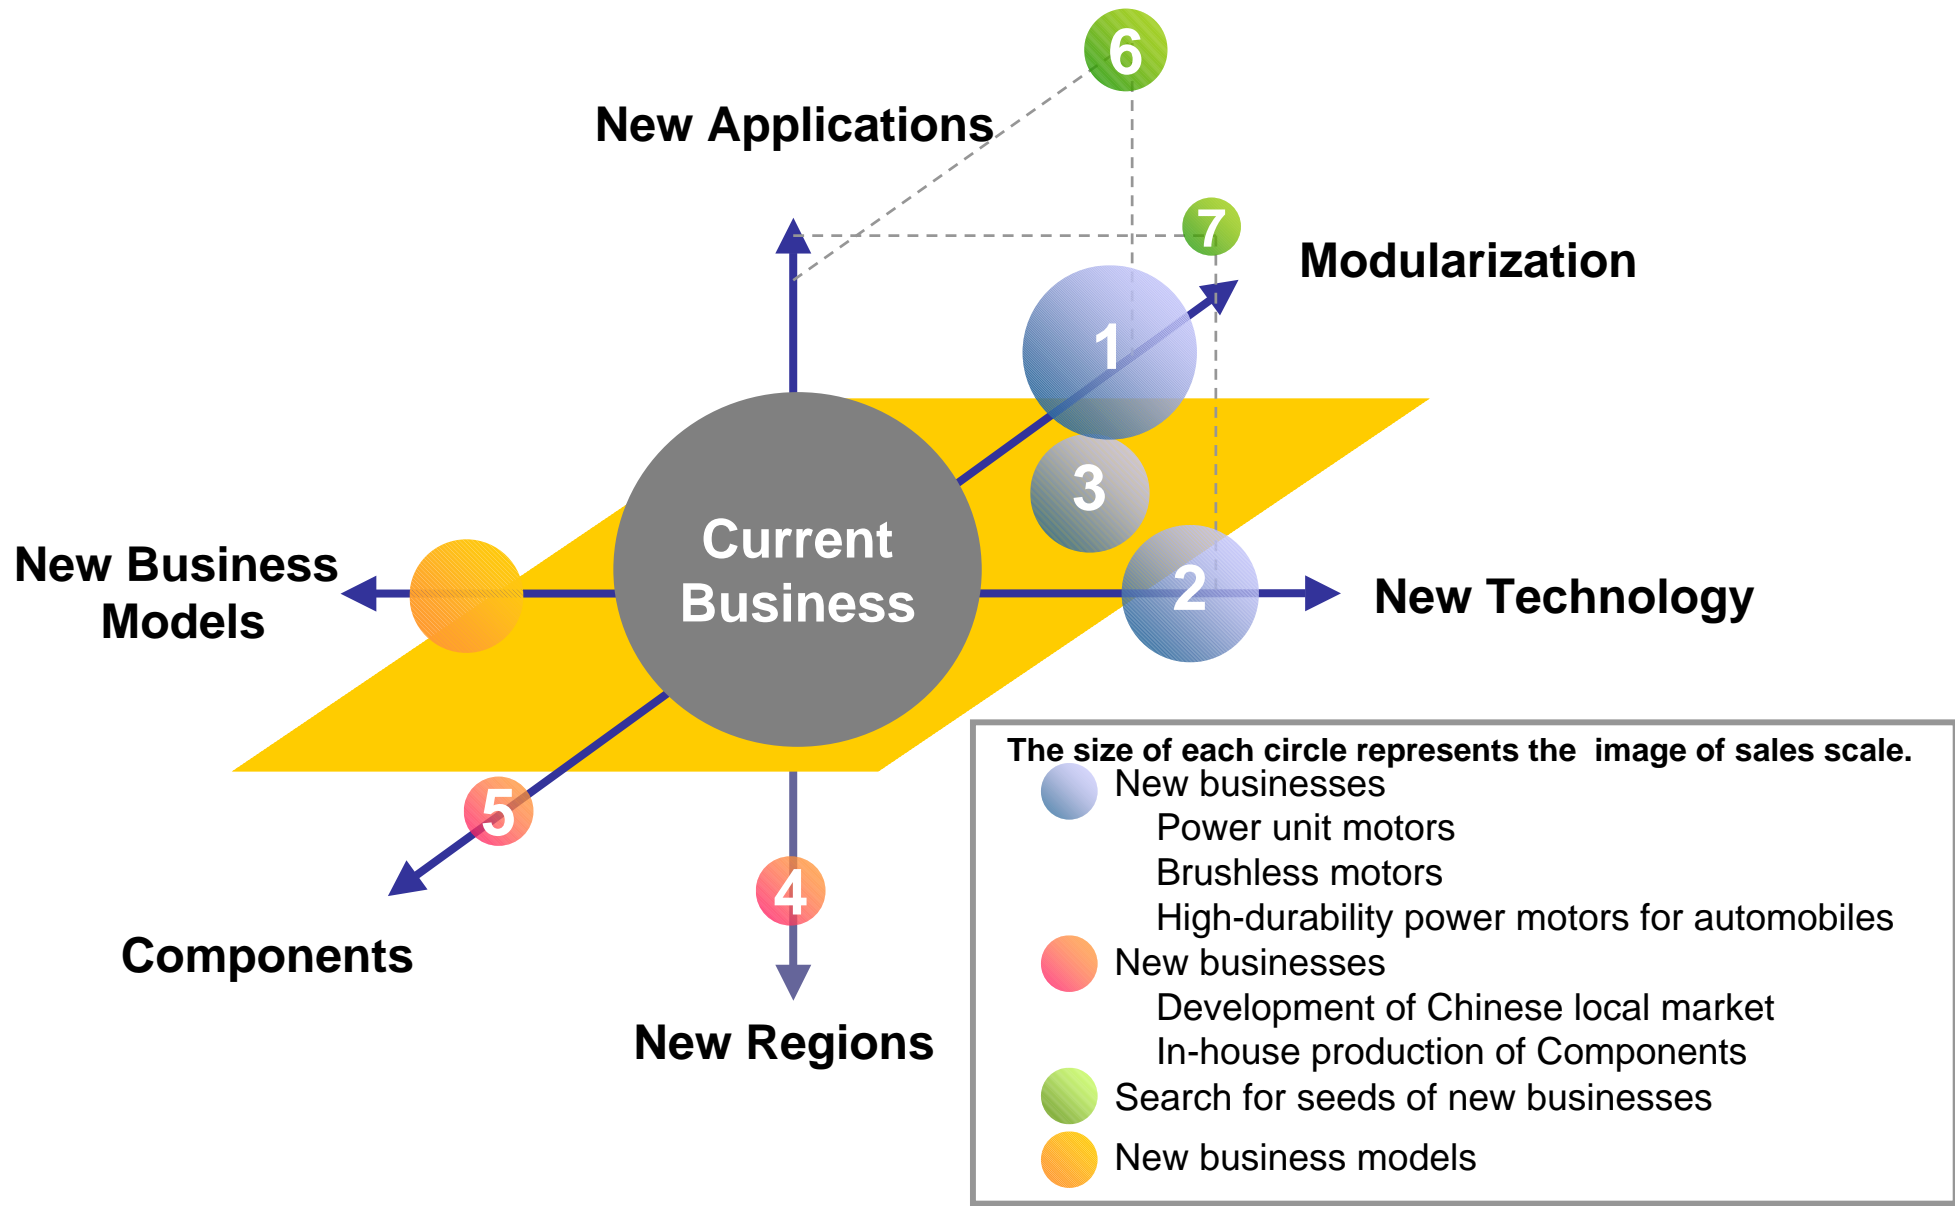 6
New Applications
7
Modularization
1
3
Current
Business
New Business
Models
2
New Technology
5
4
Components
New Regions
The size of each circle represents the image of sales scale.
New businesses
Power unit motors
Brushless motors
High-durability power motors for automobiles
New businesses
Development of Chinese local market
In-house production of Components
Search for seeds of new businesses
New business models